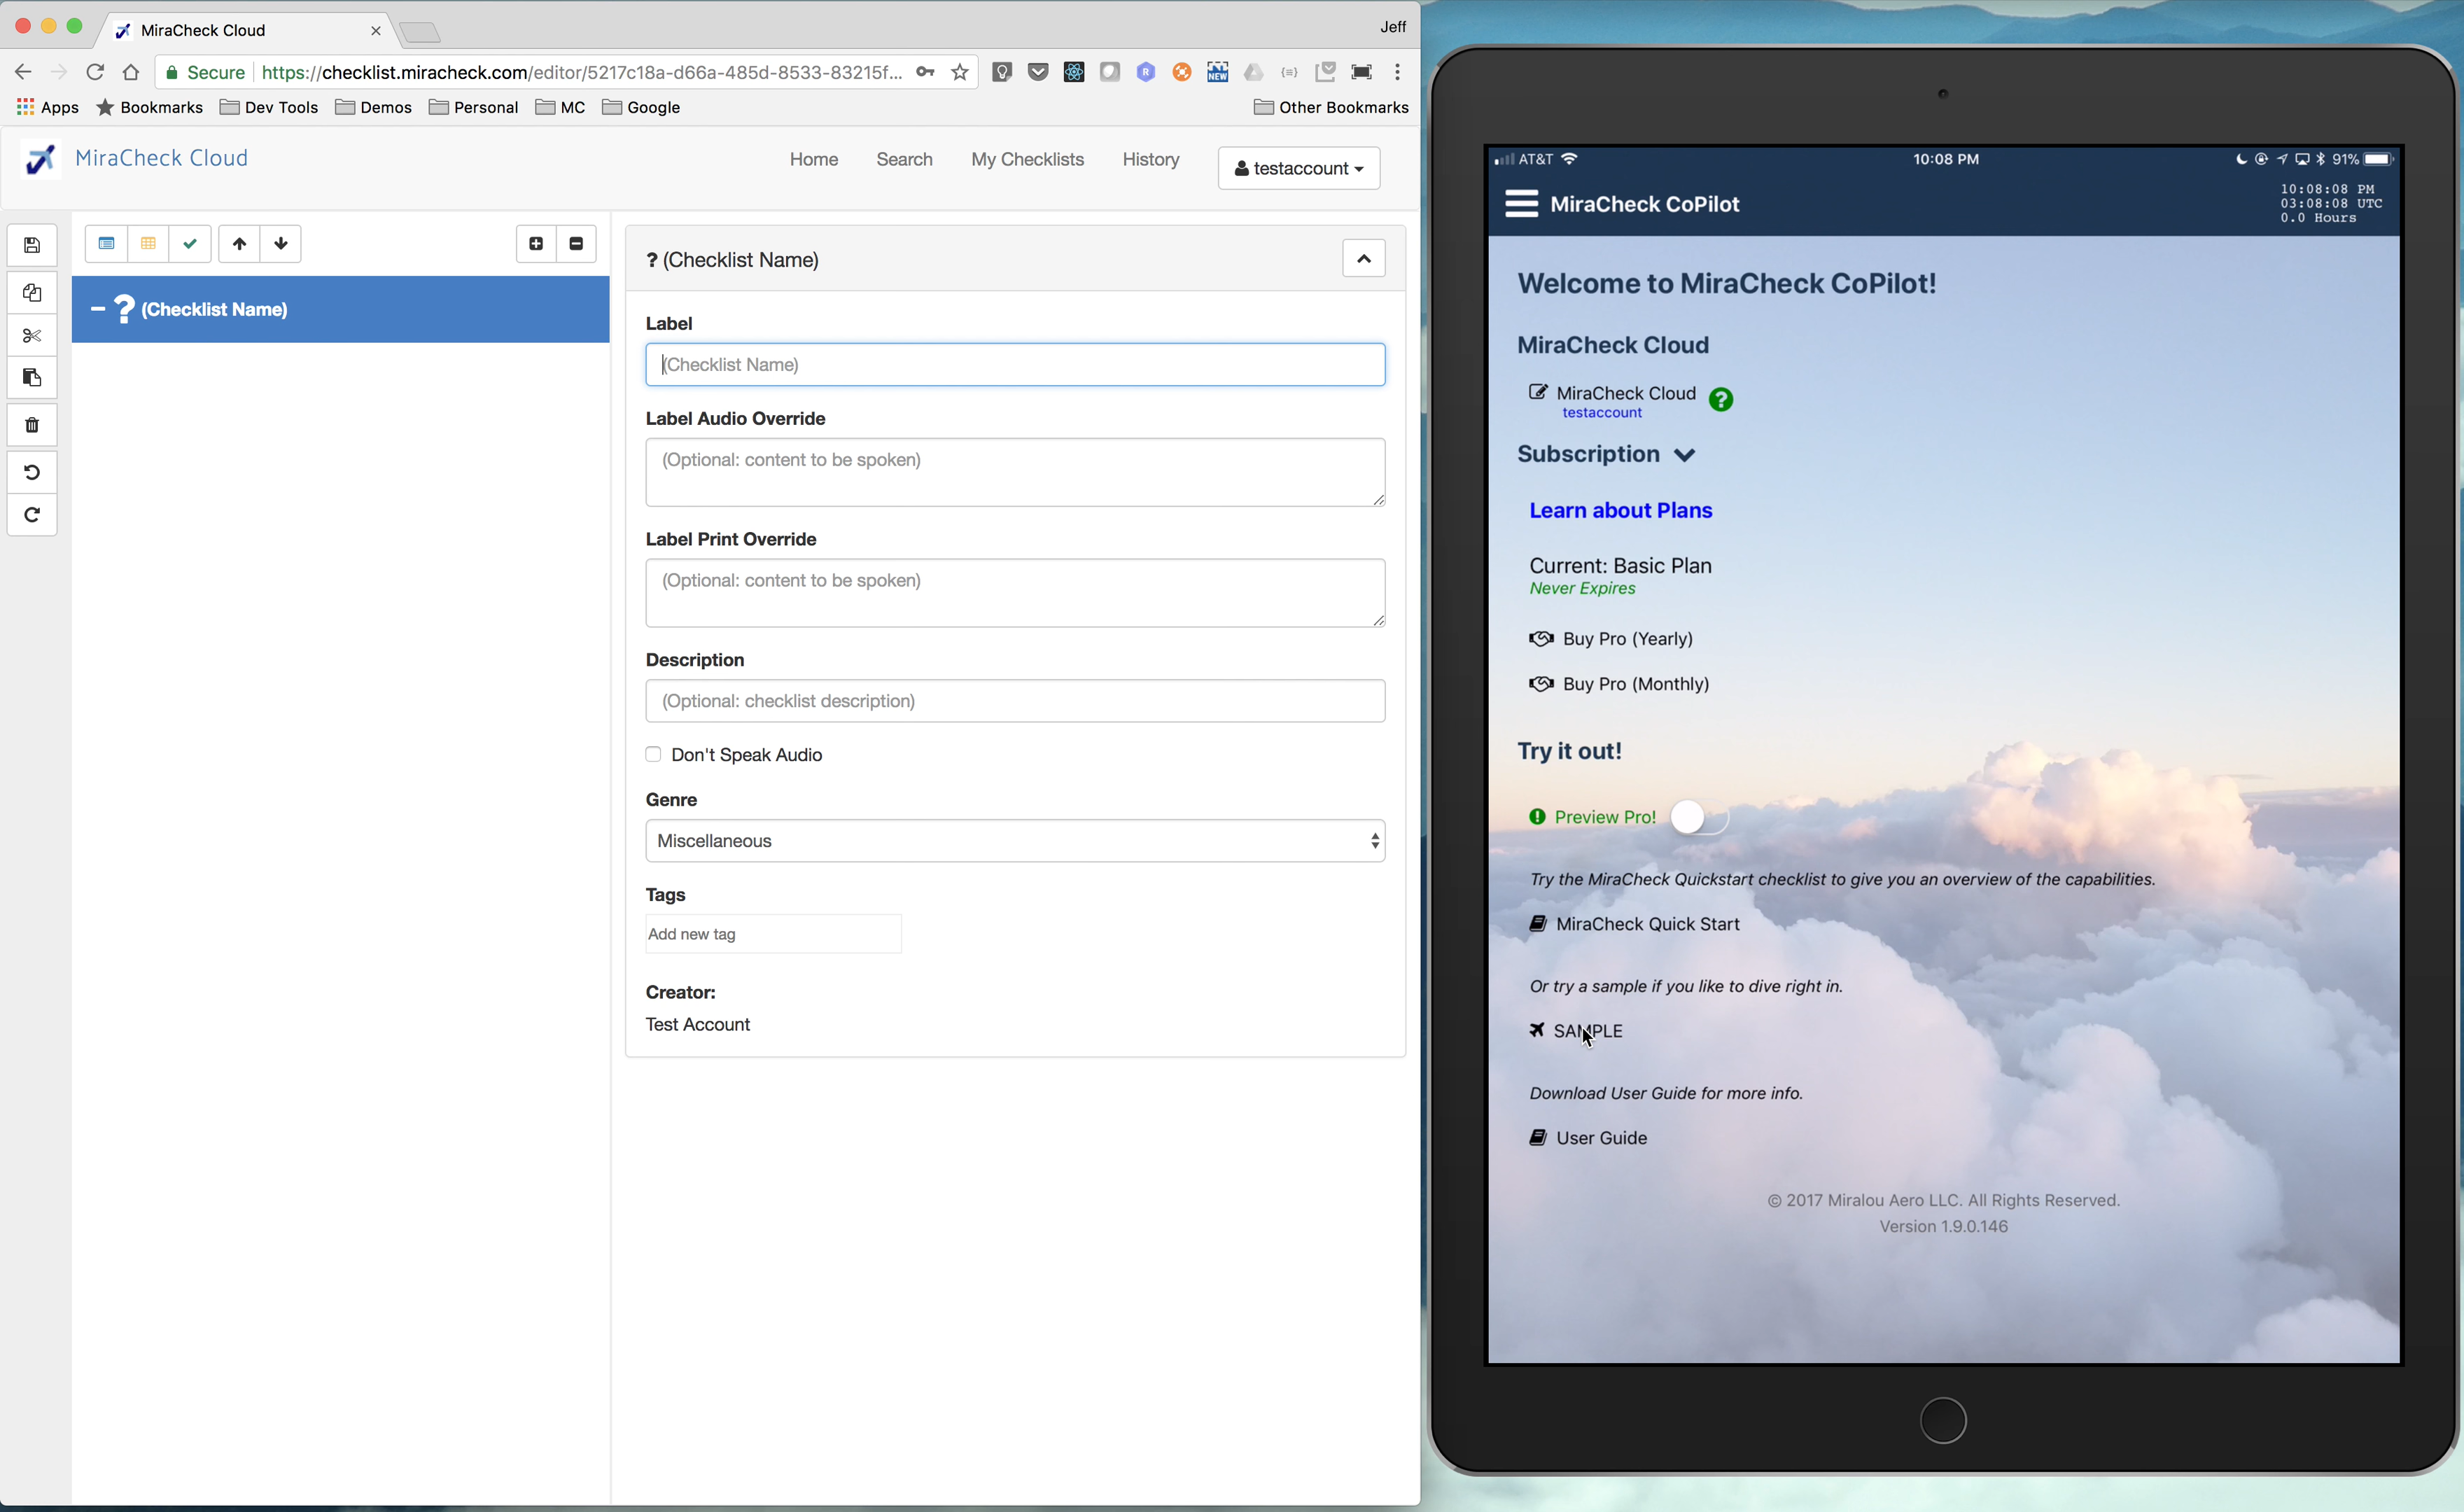 MiraCheck Cloud
Jeff
Secure https://checklist.miracheck.com/editor/5217c18a-d66a-485d-8533-83215f...
R
NEW
Apps Bookmarks Dev Tools Demos Personal MC Google Other Bookmarks
MiraCheck Cloud
Home Search My Checklists History testaccount
? (Checklist Name)
? (Checklist Name)
Label
(Checklist Name)
Label Audio Override
(Optional: content to be spoken)
Label Print Override
(Optional: content to be spoken)
Description
(Optional: checklist description)
Don't Speak Audio
Genre
Miscellaneous
Tags
Add new tag
Creator:
Test Account
AT&T 10:08 PM 91%
MiraCheck CoPilot
10:08:08 PM
03:08:08 UTC
0.0 Hours
Welcome to MiraCheck CoPilot!
MiraCheck Cloud
MiraCheck Cloud ?
testaccount
Subscription
Learn about Plans
Current: Basic Plan
Never Expires
Buy Pro (Yearly)
Buy Pro (Monthly)
Try it out!
Preview Pro!
Try the MiraCheck Quickstart checklist to give you an overview of the capabilities.
MiraCheck Quick Start
Or try a sample if you like to dive right in.
SAMPLE
Download User Guide for more info.
User Guide
© 2017 Miralou Aero LLC. All Rights Reserved.
Version 1.9.0.146